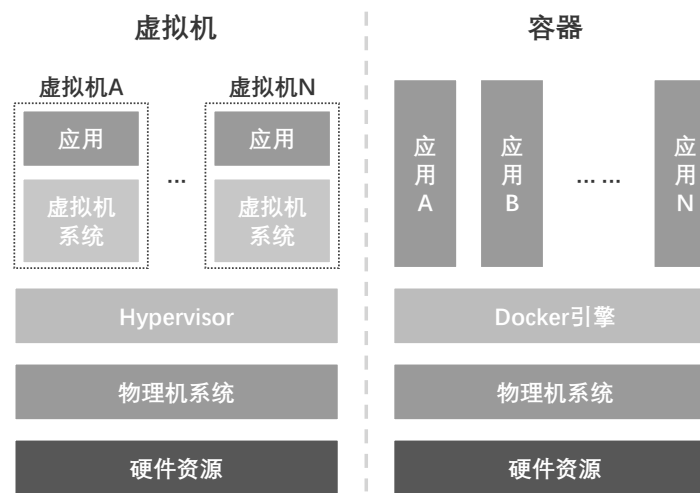 虚拟机
虚拟机A
虚拟机N
应用
...
应用
虚拟机
系统
虚拟机
系统
Hypervisor
物理机系统
硬件资源
容器
应
用
A
应
用
B
... ...
应
用
N
Docker引擎
物理机系统
硬件资源